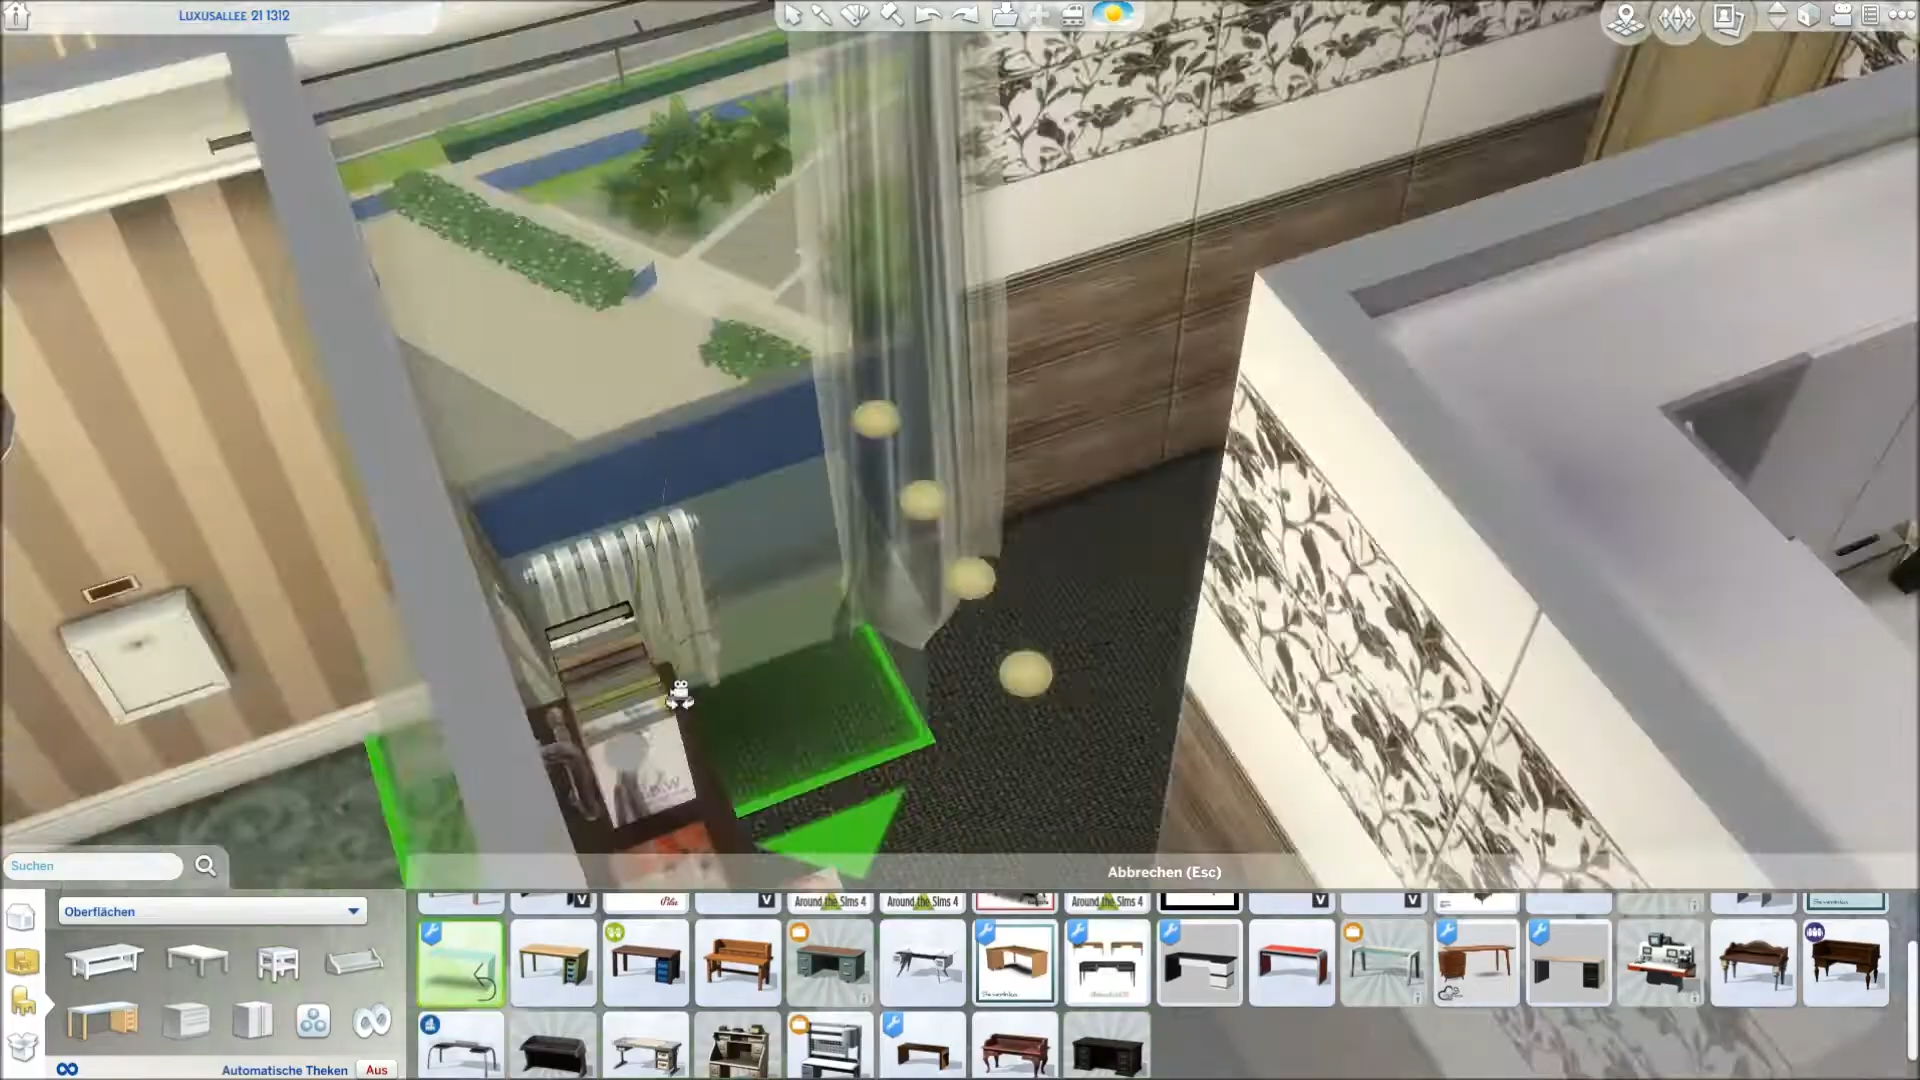 LUXUSALLEE 21 1312
Abbrechen (Esc)
Suchen
Oberflächen
V
Pilar
V
Around the Sims 4
Around the Sims 4
Around the Sims 4
V
V
Automatische Theken
Aus